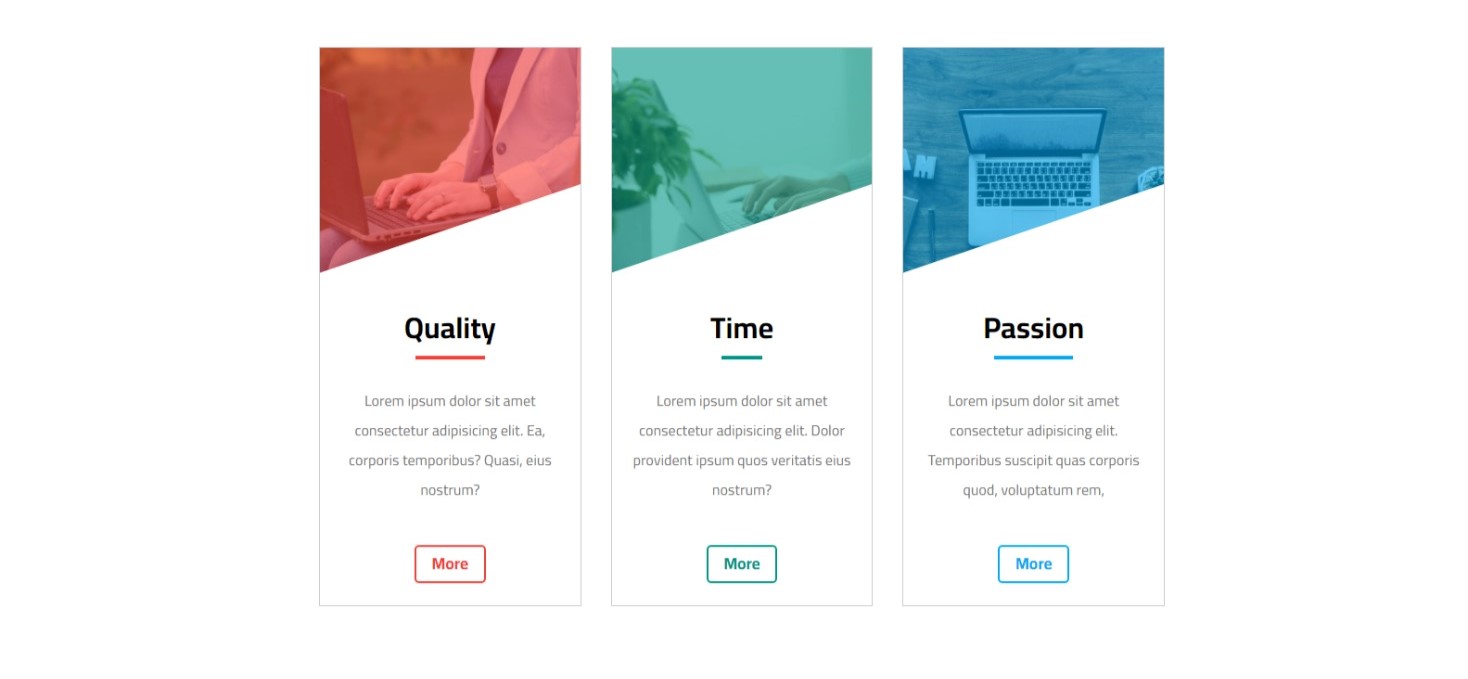 Quality
Lorem ipsum dolor sit amet
consectetur adipisicing elit. Ea,
corporis temporibus? Quasi, eius
nostrum?
More
Time
Lorem ipsum dolor sit amet
consectetur adipisicing elit. Dolor
provident ipsum quos veritatis eius
nostrum?
More
Passion
Lorem ipsum dolor sit amet
consectetur adipisicing elit.
Temporibus suscipit quas corporis
quod, voluptatum rem,
More